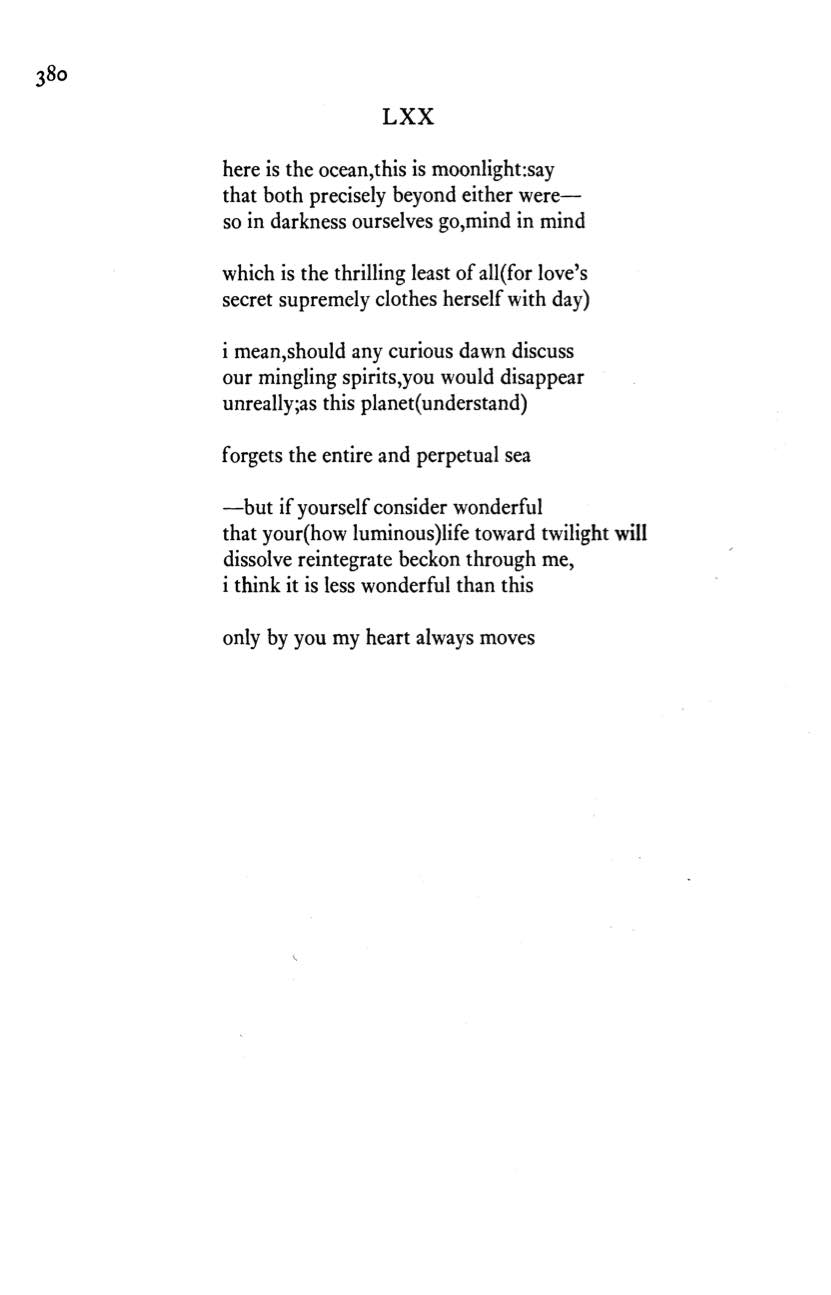 380
LXX
here is the ocean,this is moonlight:say
that both precisely beyond either were—
so in darkness ourselves go,mind in mind
which is the thrilling least of all(for love's
secret supremely clothes herself with day)
i mean,should any curious dawn discuss
our mingling spirits,you would disappear
unreally;as this planet(understand)
forgets the entire and perpetual sea
—but if yourself consider wonderful
that your(how luminous)life toward twilight will
dissolve reintegrate beckon through me,
i think it is less wonderful than this
only by you my heart always moves